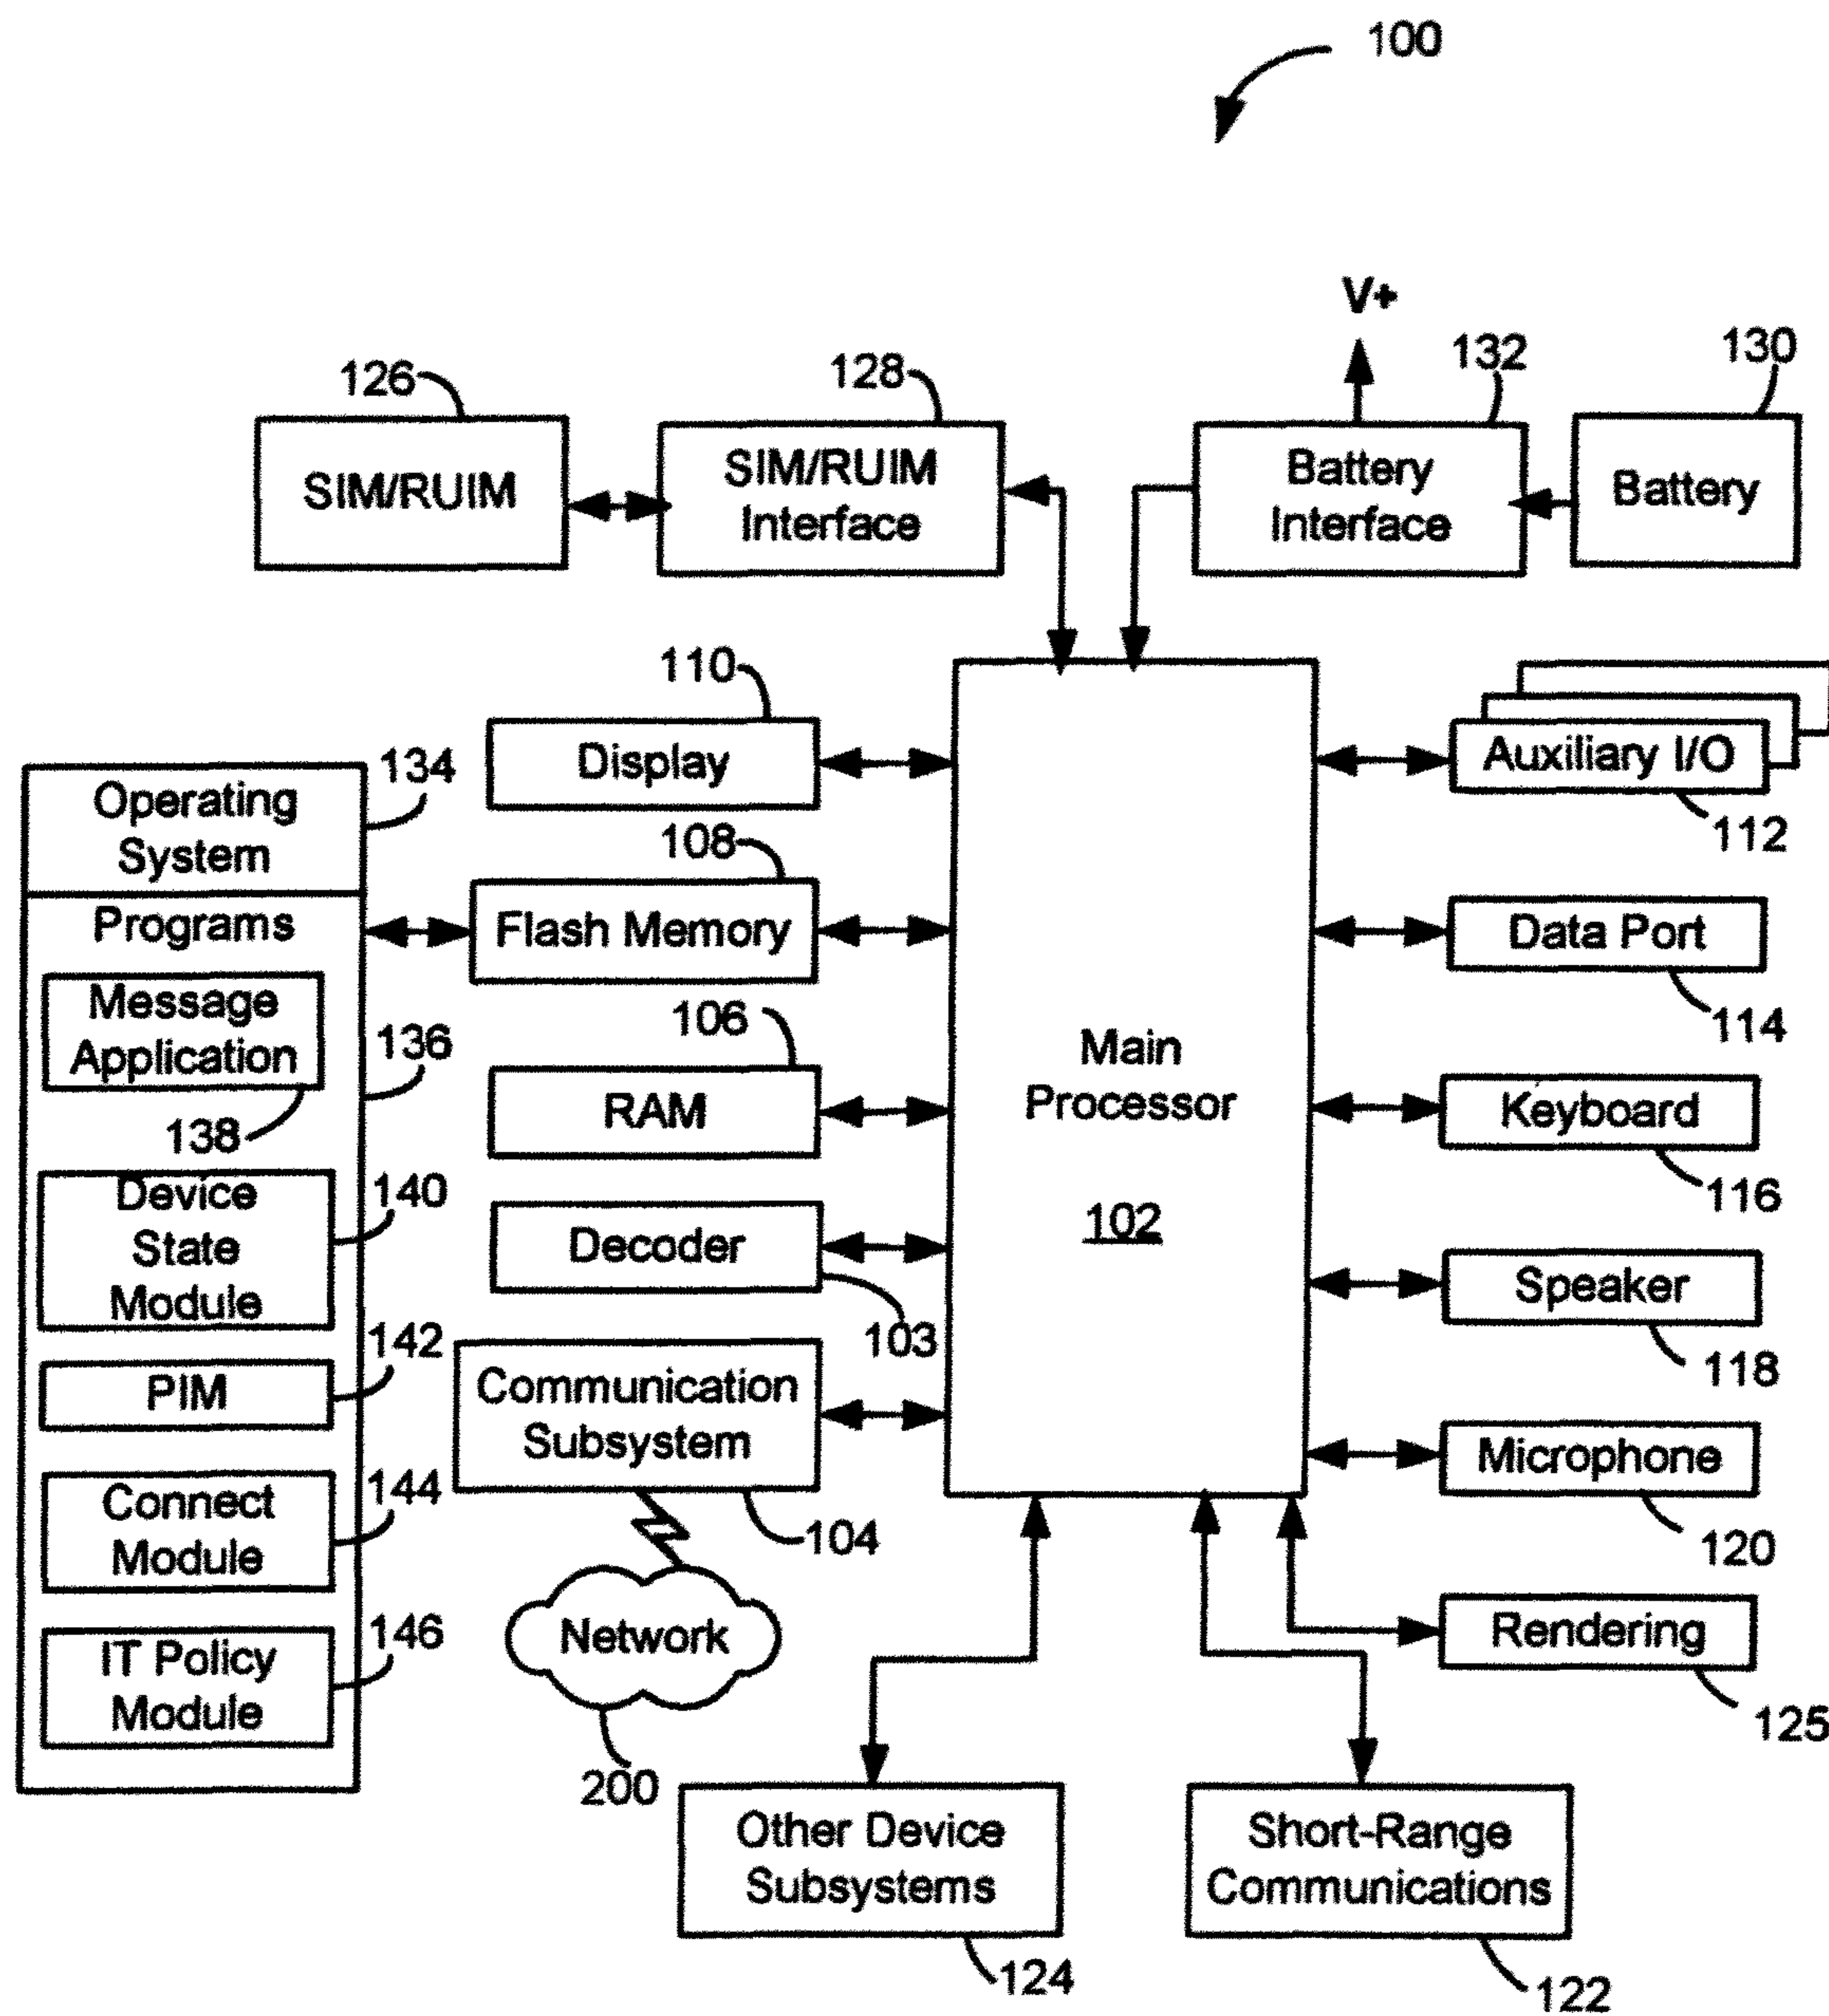 100
V+
126
128
132
130
SIM/RUIM
SIM/RUIM
Interface
Battery
Interface
Battery
110
Display
Auxiliary I/O
112
134
Operating
System
108
Flash Memory
Data Port
114
Programs
Message
Application
138
136
106
RAM
Main
Processor
102
Keyboard
116
Device
State
Module
140
Decoder
103
Speaker
118
PIM
142
Communication
Subsystem
104
Microphone
120
Connect
Module
144
Network
200
Rendering
125
IT Policy
Module
146
Other Device
Subsystems
124
Short-Range
Communications
122